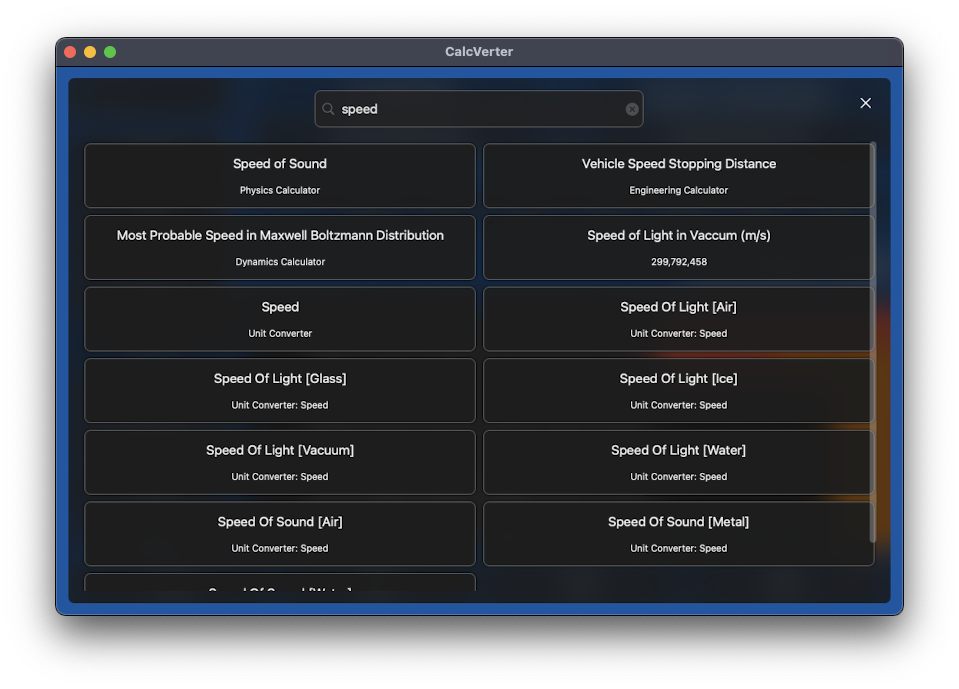 CalcVerter
speed
Speed of Sound
Physics Calculator
Vehicle Speed Stopping Distance
Engineering Calculator
Most Probable Speed in Maxwell Boltzmann Distribution
Dynamics Calculator
Speed of Light in Vaccum (m/s)
299,792,458
Speed
Unit Converter
Speed Of Light [Air]
Unit Converter: Speed
Speed Of Light [Glass]
Unit Converter: Speed
Speed Of Light [Ice]
Unit Converter: Speed
Speed Of Light [Vacuum]
Unit Converter: Speed
Speed Of Light [Water]
Unit Converter: Speed
Speed Of Sound [Air]
Unit Converter: Speed
Speed Of Sound [Metal]
Unit Converter: Speed
Speed Of Sound [Water]